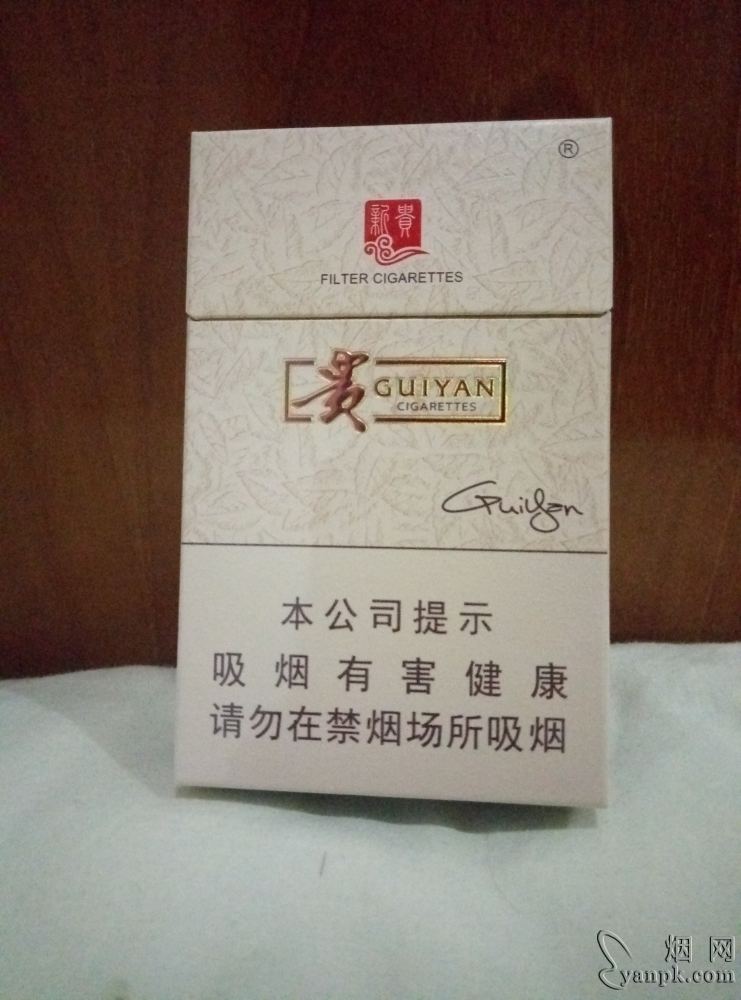 ®
新貴
FILTER CIGARETTES
贵 GUIYAN
CIGARETTES
GuiYan
本公司提示
吸烟有害健康
请勿在禁烟场所吸烟
烟网
yanpk.com